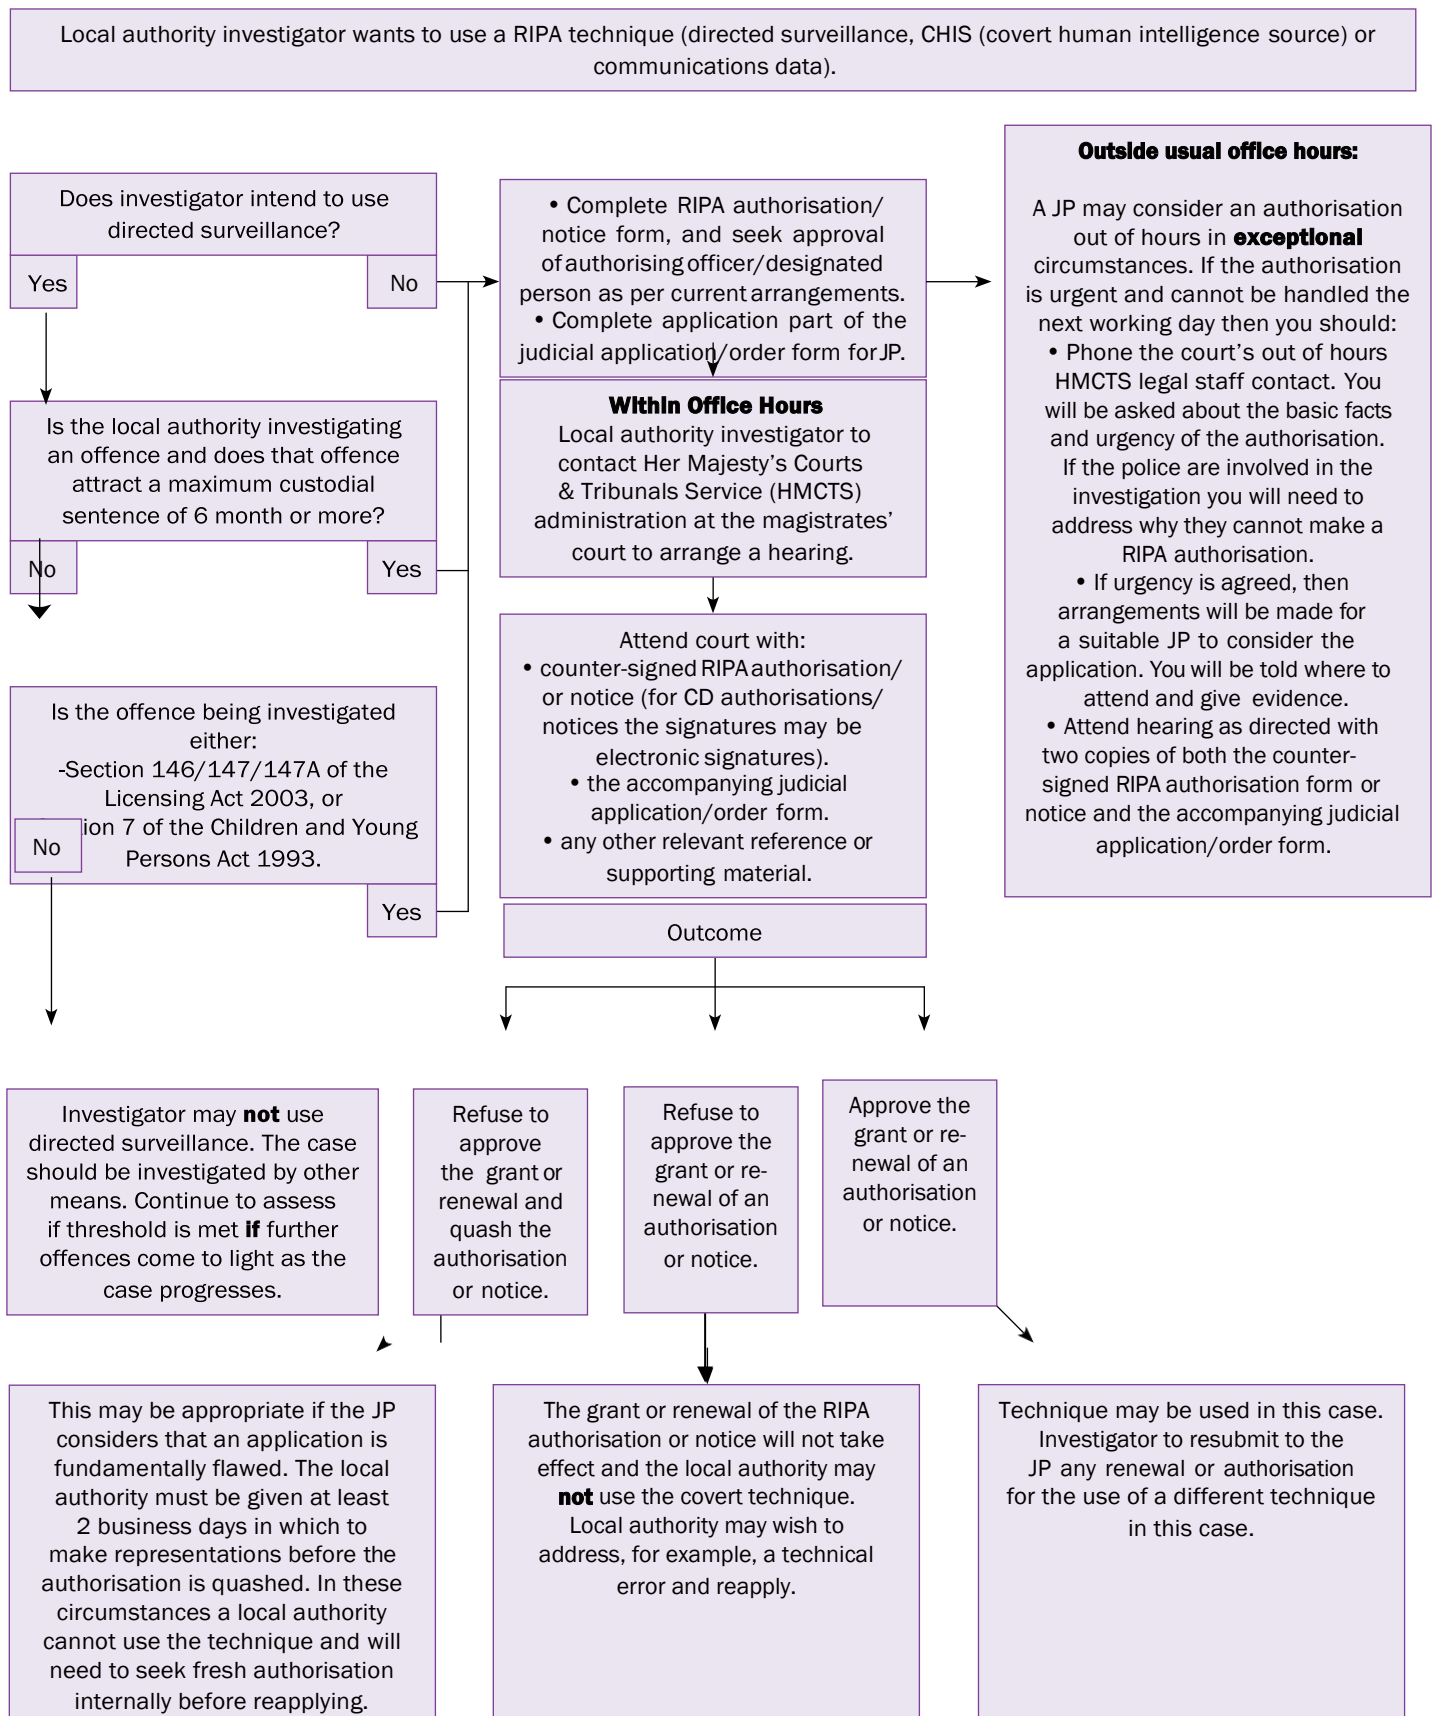 Local authority investigator wants to use a RIPA technique (directed surveillance, CHIS (covert human intelligence source) or
communications data).
Does investigator intend to use
directed surveillance?
Yes
No
Is the local authority investigating
an offence and does that offence
attract a maximum custodial
sentence of 6 month or more?
No
Yes
Is the offence being investigated
either:
-Section 146/147/147A of the
Licensing Act 2003, or
7 of the Children and Young
Persons Act 1993.
No
Yes
• Complete RIPA authorisation/
notice form, and seek approval
of authorising officer/designated
person as per current arrangements.
• Complete application part of the
judicial application/order form for JP.
Within Office Hours
Local authority investigator to
contact Her Majesty’s Courts
& Tribunals Service (HMCTS)
administration at the magistrates’
court to arrange a hearing.
Attend court with:
• counter-signed RIPA authorisation/
or notice (for CD authorisations/
notices the signatures may be
electronic signatures).
• the accompanying judicial
application/order form.
• any other relevant reference or
supporting material.
Outcome
Outside usual office hours:
A JP may consider an authorisation
out of hours in exceptional
circumstances. If the authorisation
is urgent and cannot be handled the
next working day then you should:
• Phone the court’s out of hours
HMCTS legal staff contact. You
will be asked about the basic facts
and urgency of the authorisation.
If the police are involved in the
investigation you will need to
address why they cannot make a
RIPA authorisation.
• If urgency is agreed, then
arrangements will be made for
a suitable JP to consider the
application. You will be told where to
attend and give evidence.
• Attend hearing as directed with
two copies of both the counter-
signed RIPA authorisation form or
notice and the accompanying judicial
application/order form.
Investigator may not use
directed surveillance. The case
should be investigated by other
means. Continue to assess
if threshold is met if further
offences come to light as the
case progresses.
Refuse to
approve
the grant or
renewal and
quash the
authorisation
or notice.
Refuse to
approve the
grant or re-
newal of an
authorisation
or notice.
Approve the
grant or re-
newal of an
authorisation
or notice.
This may be appropriate if the JP
considers that an application is
fundamentally flawed. The local
authority must be given at least
2 business days in which to
make representations before the
authorisation is quashed. In these
circumstances a local authority
cannot use the technique and will
need to seek fresh authorisation
internally before reapplying.
The grant or renewal of the RIPA
authorisation or notice will not take
effect and the local authority may
not use the covert technique.
Local authority may wish to
address, for example, a technical
error and reapply.
Technique may be used in this case.
Investigator to resubmit to the
JP any renewal or authorisation
for the use of a different technique
in this case.